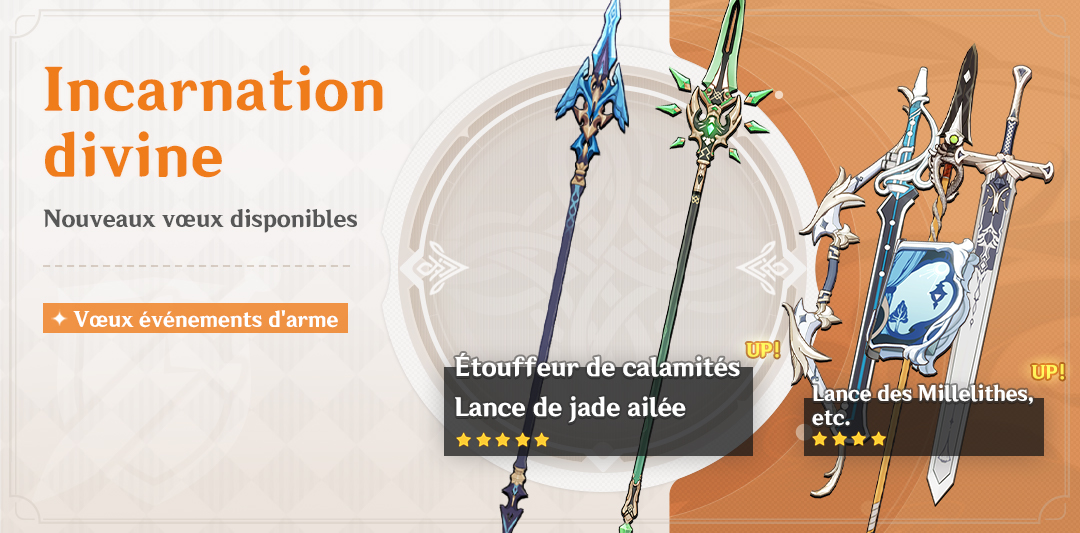 Incarnation
divine
Nouveaux vœux disponibles
✦ Vœux événements d'arme
Étouffeur de calamités
UP!
Lance de jade ailée
Lance des Millelithes,
etc.
UP!